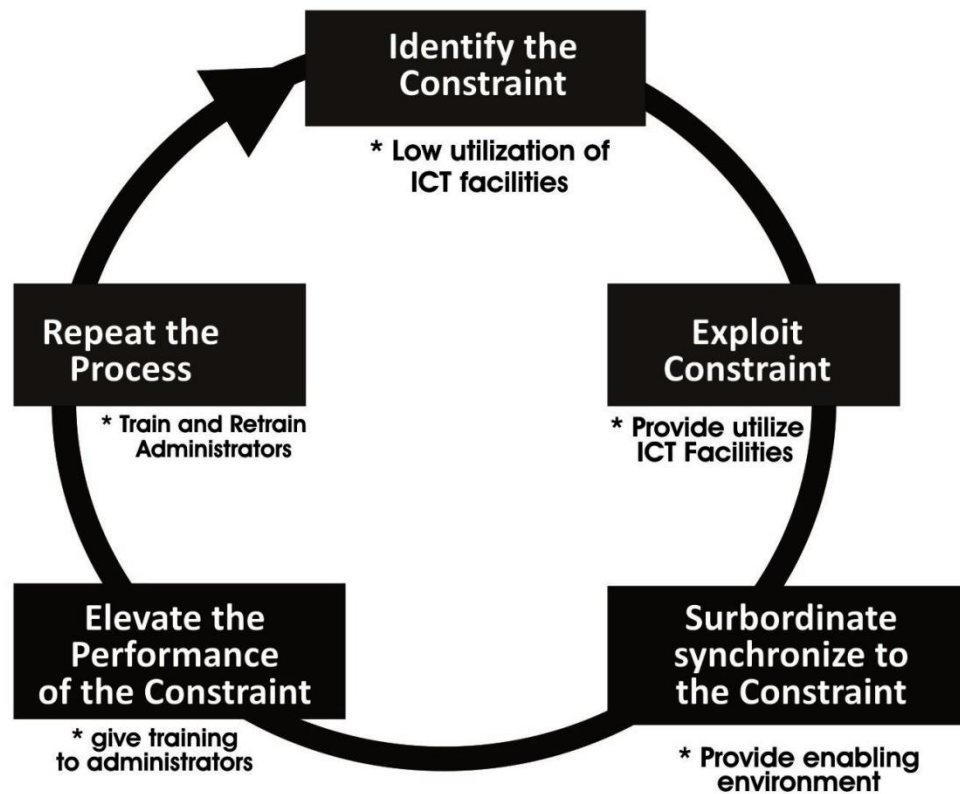 Identify the
Constraint
* Low utilization of
ICT facilities
Exploit
Constraint
* Provide utilize
ICT Facilities
Surbordinate
synchronize to
the Constraint
* Provide enabling
environment
Elevate the
Performance
of the Constraint
* give training
to administrators
Repeat the
Process
* Train and Retrain
Administrators